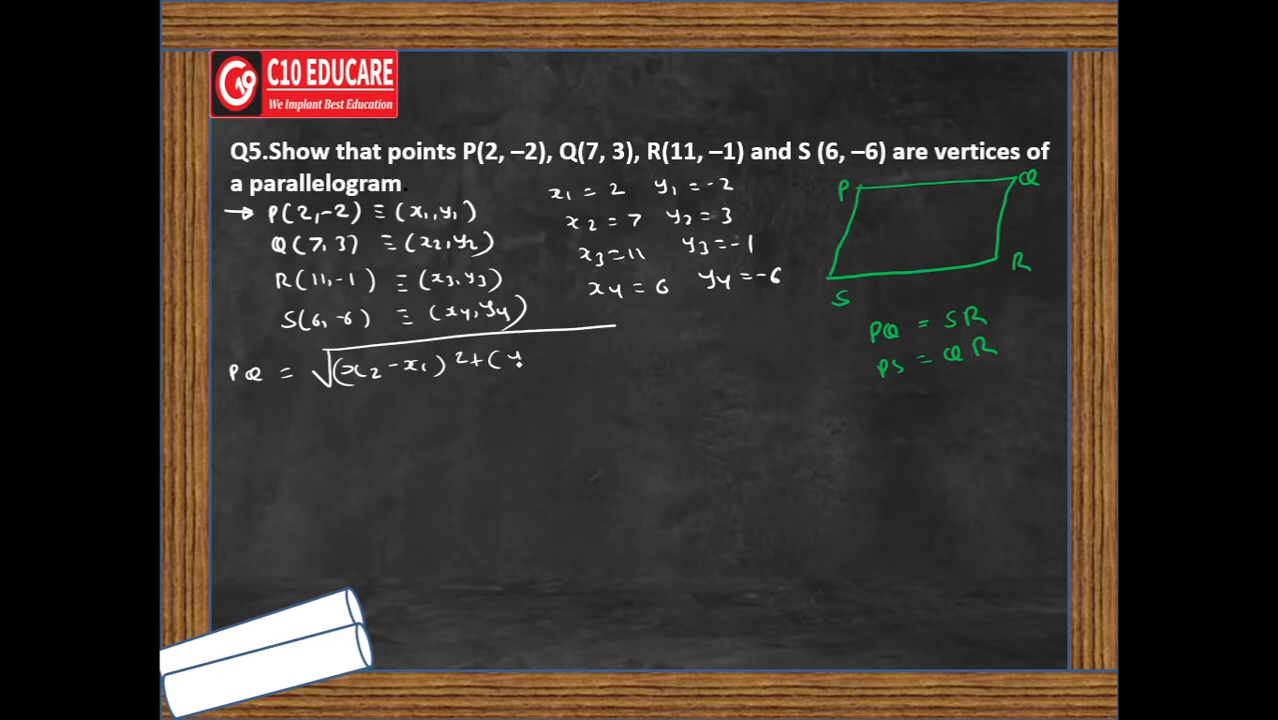 C10 EDUCARE
We Implant Best Education
Q5.Show that points P(2, –2), Q(7, 3), R(11, –1) and S (6, –6) are vertices of
a parallelogram.
→ P(2,-2) ≡ (x₁,y₁)
Q(7,3) ≡ (x₂,y₂)
R(11,-1) ≡ (x₃,y₃)
S(6,-6) ≡ (x₄,y₄)
x₁ = 2 y₁ = -2
x₂ = 7 y₂ = 3
x₃ = 11 y₃ = -1
x₄ = 6 y₄ = -6
P Q
S R
PQ = SR
PS = QR
PQ = √(x₂ - x₁)² + (y